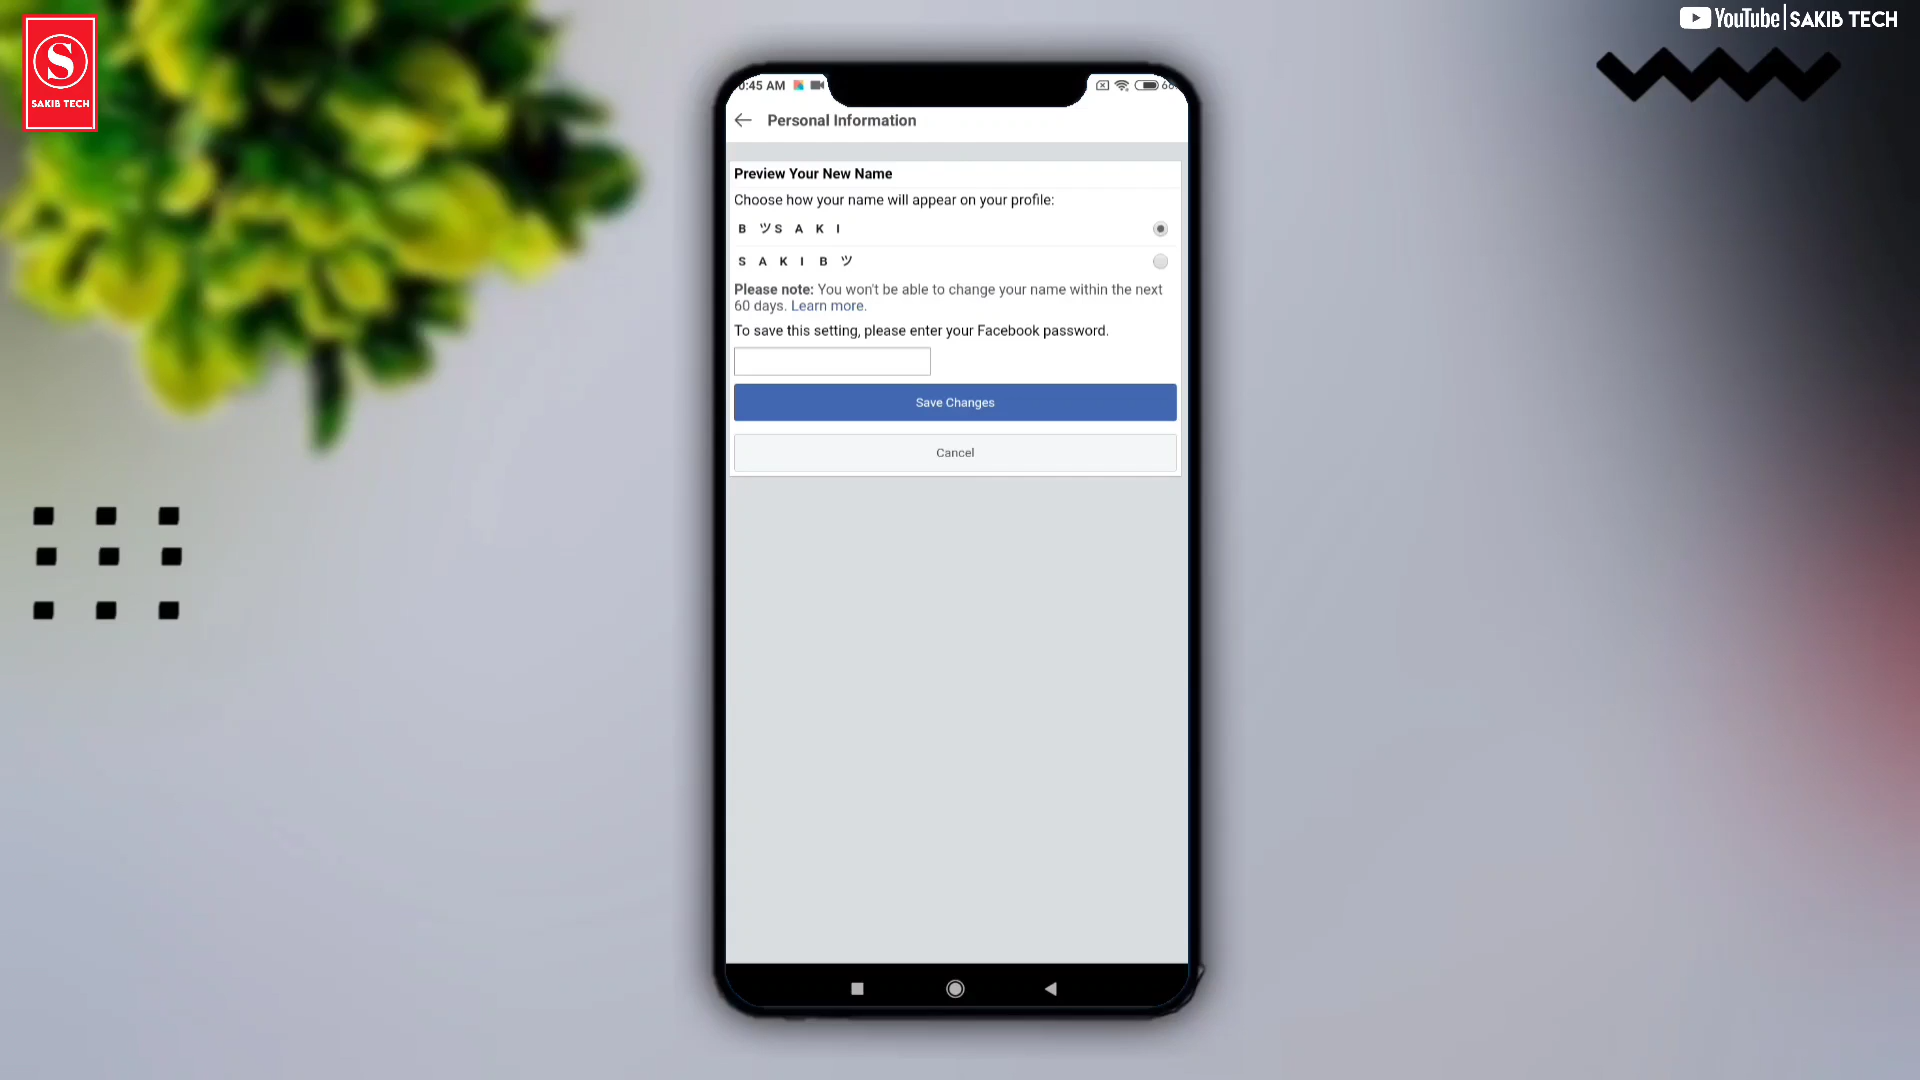 S
SAKIB TECH
YouTube | SAKIB TECH
0:45 AM
Personal Information
Preview Your New Name
Choose how your name will appear on your profile:
B ツ S A K I
S A K I B ツ
Please note: You won't be able to change your name within the next
60 days. Learn more.
To save this setting, please enter your Facebook password.
Save Changes
Cancel